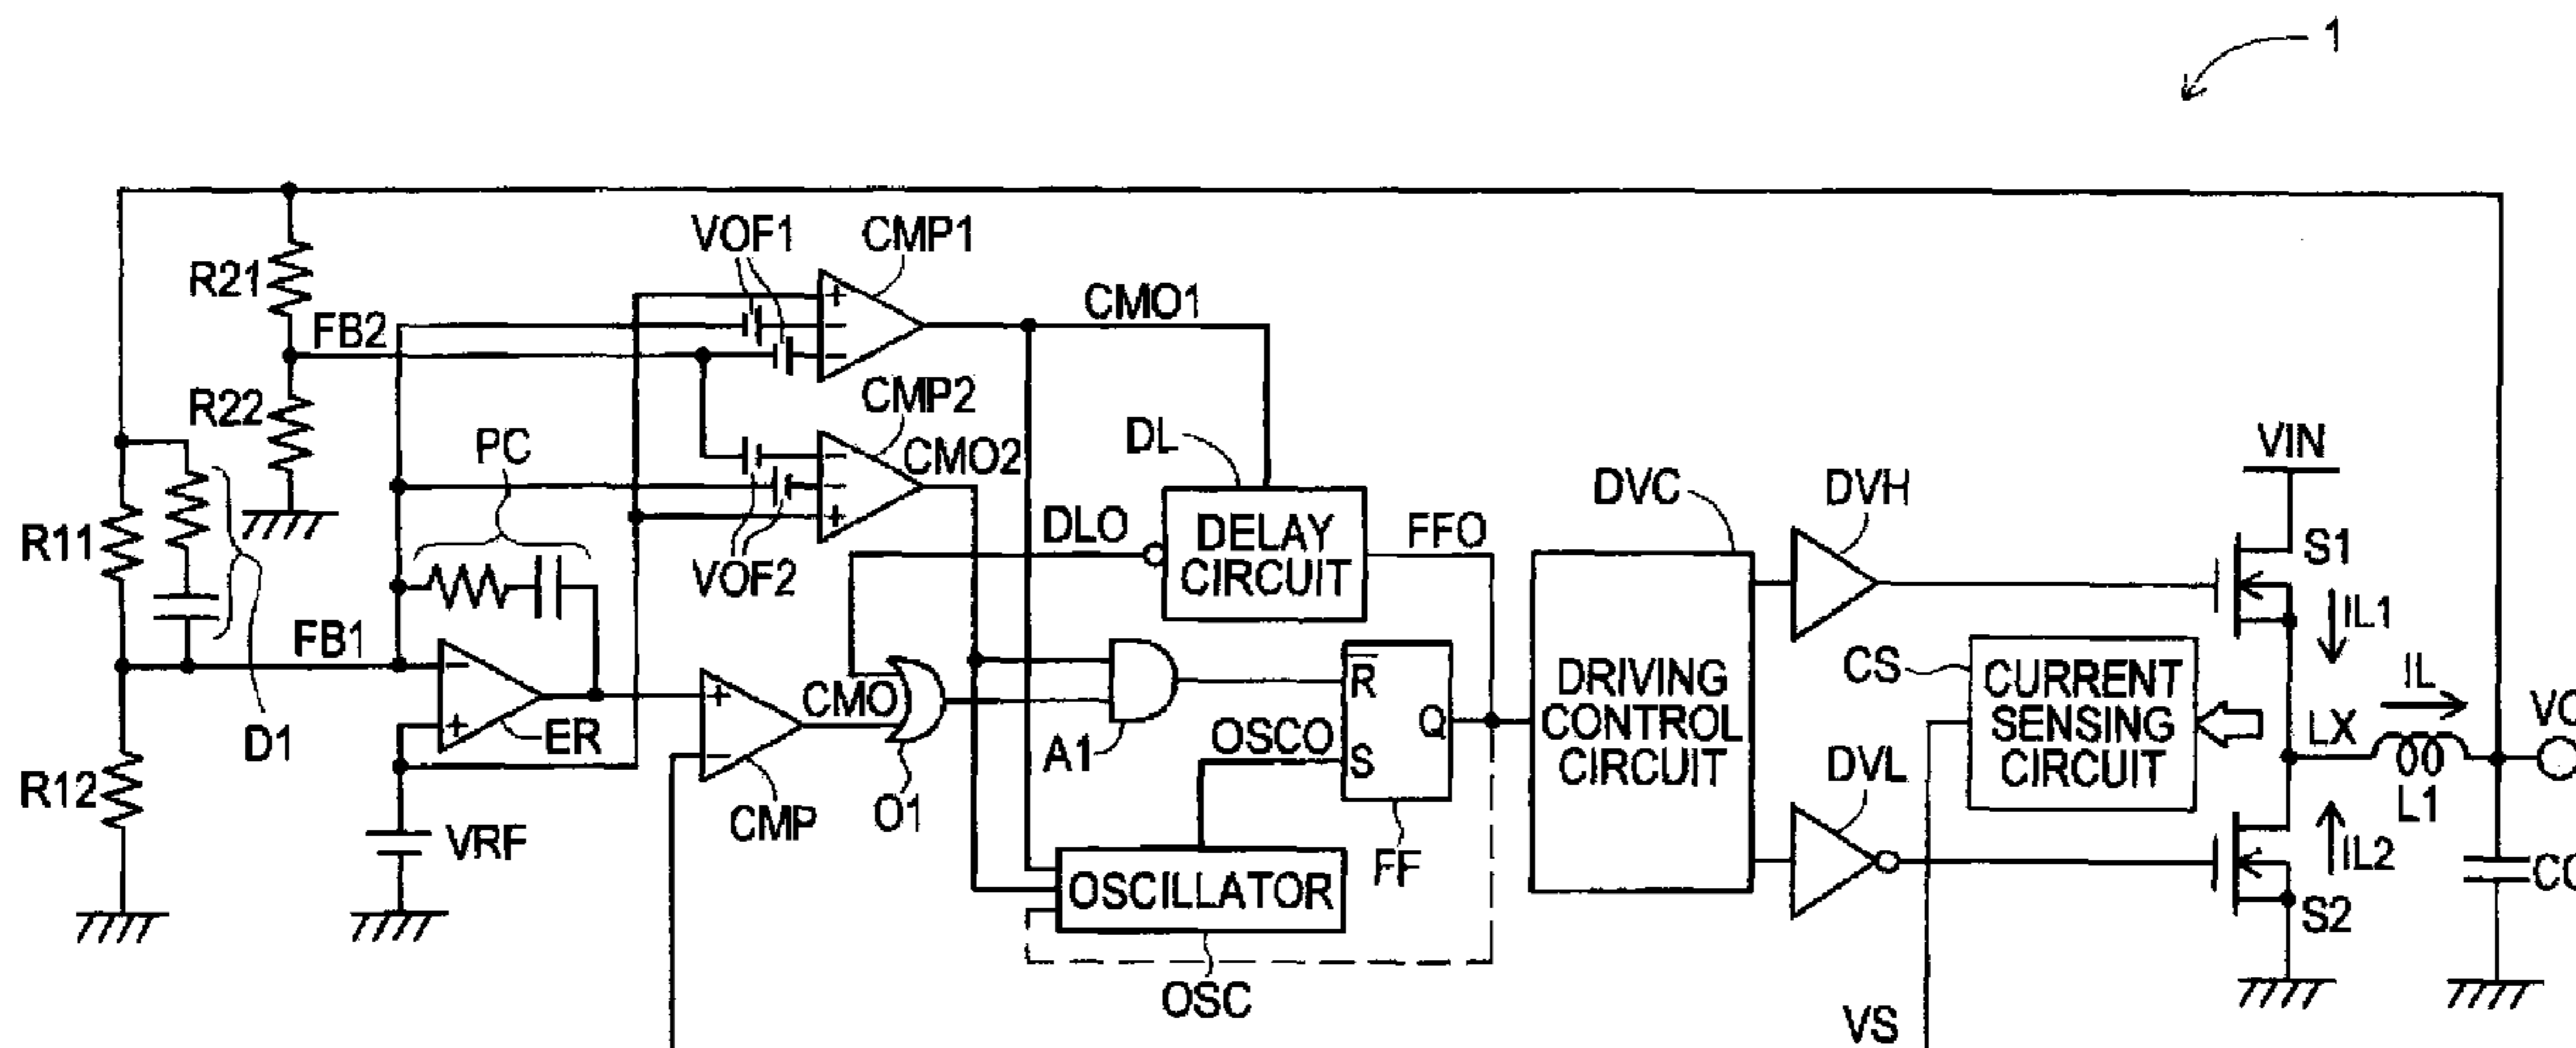 1
VOF1
CMP1
R21
CMO1
FB2
+
−
−
R22
CMP2
PC
DL
VIN
CMO2
−
−
+
DVC
DVH
R11
DLO
DELAY
CIRCUIT
FFO
S1
VOF2
IL1
FB1
−
+
ER
D1
+
−
CMO
R
Q
S
OSCO
DRIVING
CONTROL
CIRCUIT
CS
CURRENT
SENSING
CIRCUIT
IL
LX
A1
R12
DVL
L1
VRF
CMP
O1
FF
IL2
OSCILLATOR
S2
OSC
VS